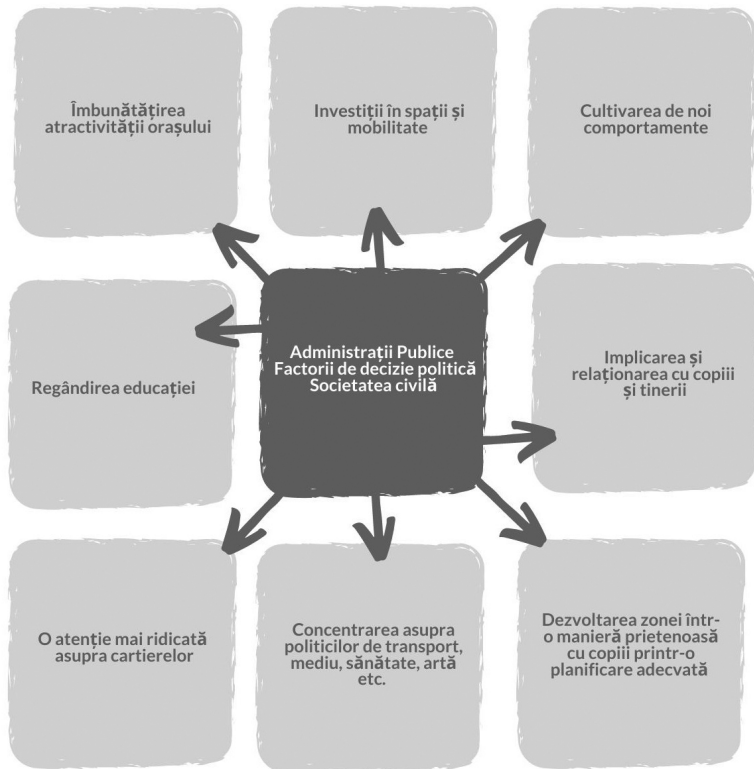 Îmbunătățirea
atractivității orașului
Investiții în spații și
mobilitate
Cultivarea de noi
comportamente
Regândirea educației
Administrații Publice
Factorii de decizie politică
Societatea civilă
Implicarea și
relaționarea cu copiii
și tinerii
O atenție mai ridicată
asupra cartierelor
Concentrarea asupra
politicilor de transport,
mediu, sănătate, artă
etc.
Dezvoltarea zonei într-
o manieră prietenoasă
cu copiii printr-o
planificare adecvată